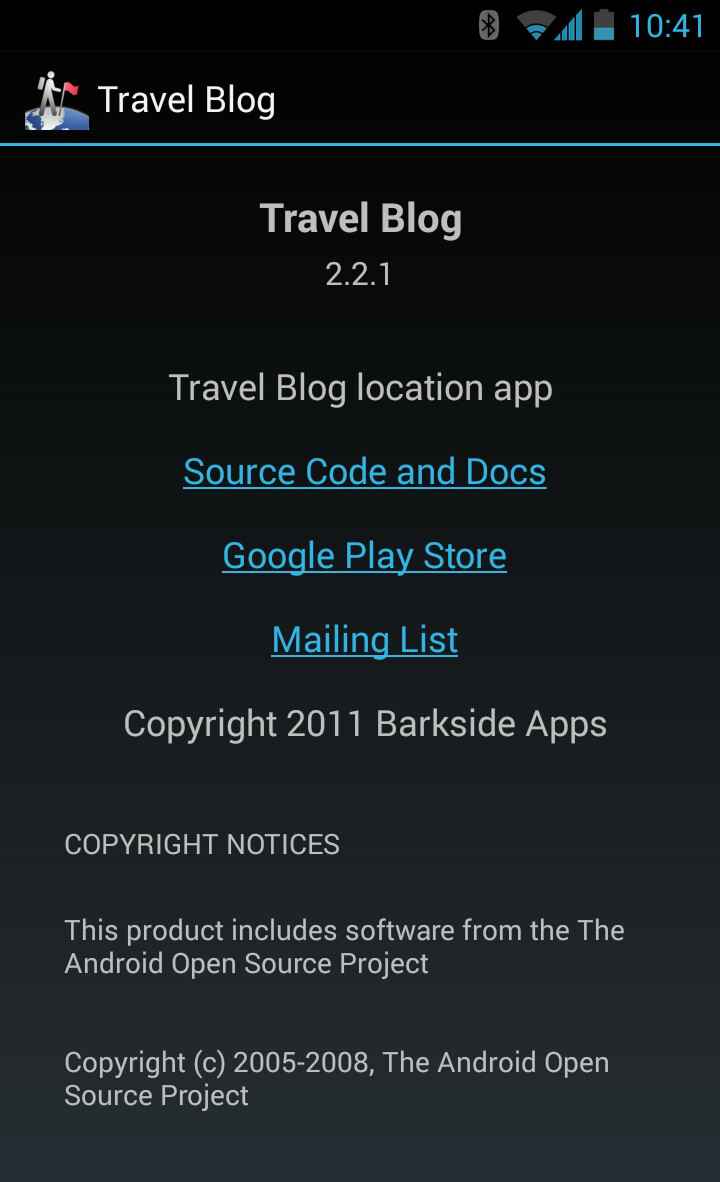 10:41
Travel Blog
Travel Blog
2.2.1
Travel Blog location app
Source Code and Docs
Google Play Store
Mailing List
Copyright 2011 Barkside Apps
COPYRIGHT NOTICES
This product includes software from the The
Android Open Source Project
Copyright (c) 2005-2008, The Android Open
Source Project